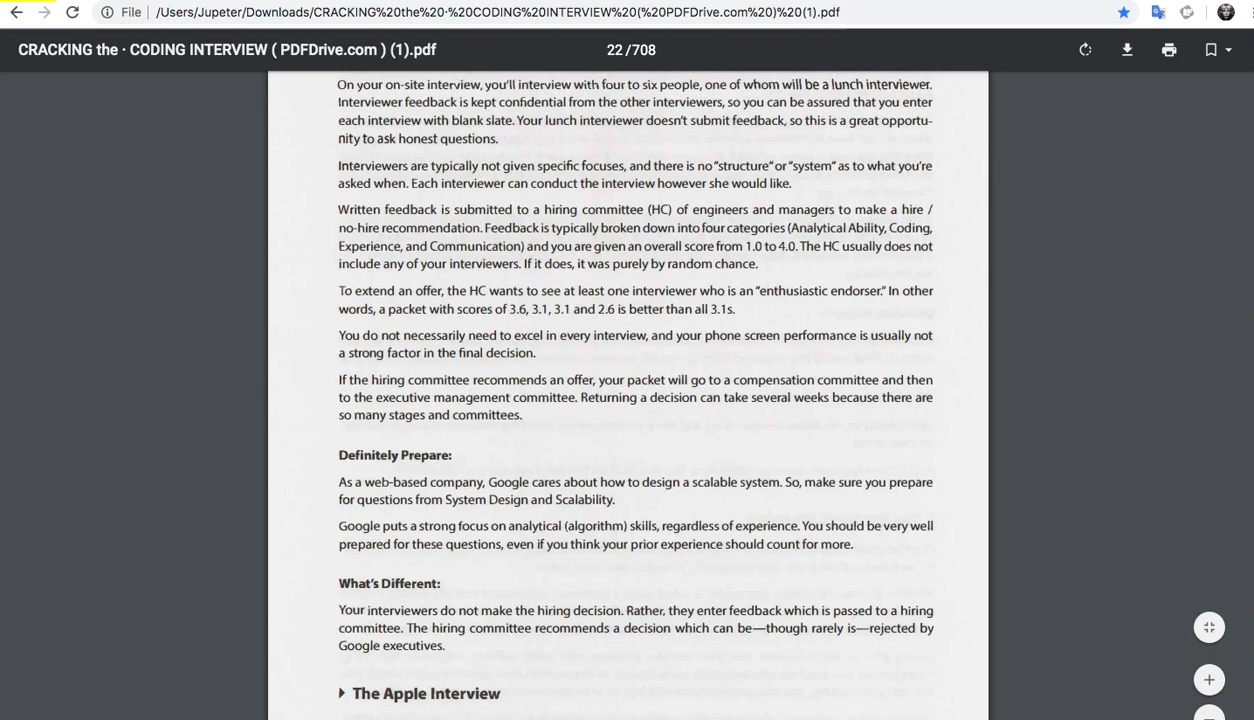 File /Users/Jupeter/Downloads/CRACKING%20the%20·%20CODING%20INTERVIEW%20(%20PDFDrive.com%20)%20(1).pdf
CRACKING the · CODING INTERVIEW ( PDFDrive.com ) (1).pdf 22 / 708
On your on-site interview, you'll interview with four to six people, one of whom will be a lunch interviewer.
Interviewer feedback is kept confidential from the other interviewers, so you can be assured that you enter
each interview with blank slate. Your lunch interviewer doesn't submit feedback, so this is a great opportu-
nity to ask honest questions.
Interviewers are typically not given specific focuses, and there is no "structure" or "system" as to what you're
asked when. Each interviewer can conduct the interview however she would like.
Written feedback is submitted to a hiring committee (HC) of engineers and managers to make a hire /
no-hire recommendation. Feedback is typically broken down into four categories (Analytical Ability, Coding,
Experience, and Communication) and you are given an overall score from 1.0 to 4.0. The HC usually does not
include any of your interviewers. If it does, it was purely by random chance.
To extend an offer, the HC wants to see at least one interviewer who is an "enthusiastic endorser." In other
words, a packet with scores of 3.6, 3.1, 3.1 and 2.6 is better than all 3.1s.
You do not necessarily need to excel in every interview, and your phone screen performance is usually not
a strong factor in the final decision.
If the hiring committee recommends an offer, your packet will go to a compensation committee and then
to the executive management committee. Returning a decision can take several weeks because there are
so many stages and committees.
Definitely Prepare:
As a web-based company, Google cares about how to design a scalable system. So, make sure you prepare
for questions from System Design and Scalability.
Google puts a strong focus on analytical (algorithm) skills, regardless of experience. You should be very well
prepared for these questions, even if you think your prior experience should count for more.
What's Different:
Your interviewers do not make the hiring decision. Rather, they enter feedback which is passed to a hiring
committee. The hiring committee recommends a decision which can be—though rarely is—rejected by
Google executives.
The Apple Interview